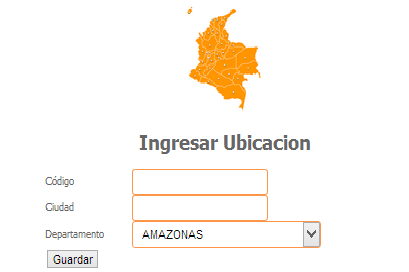 Ingresar Ubicacion
Código
Ciudad
Departamento AMAZONAS
Guardar